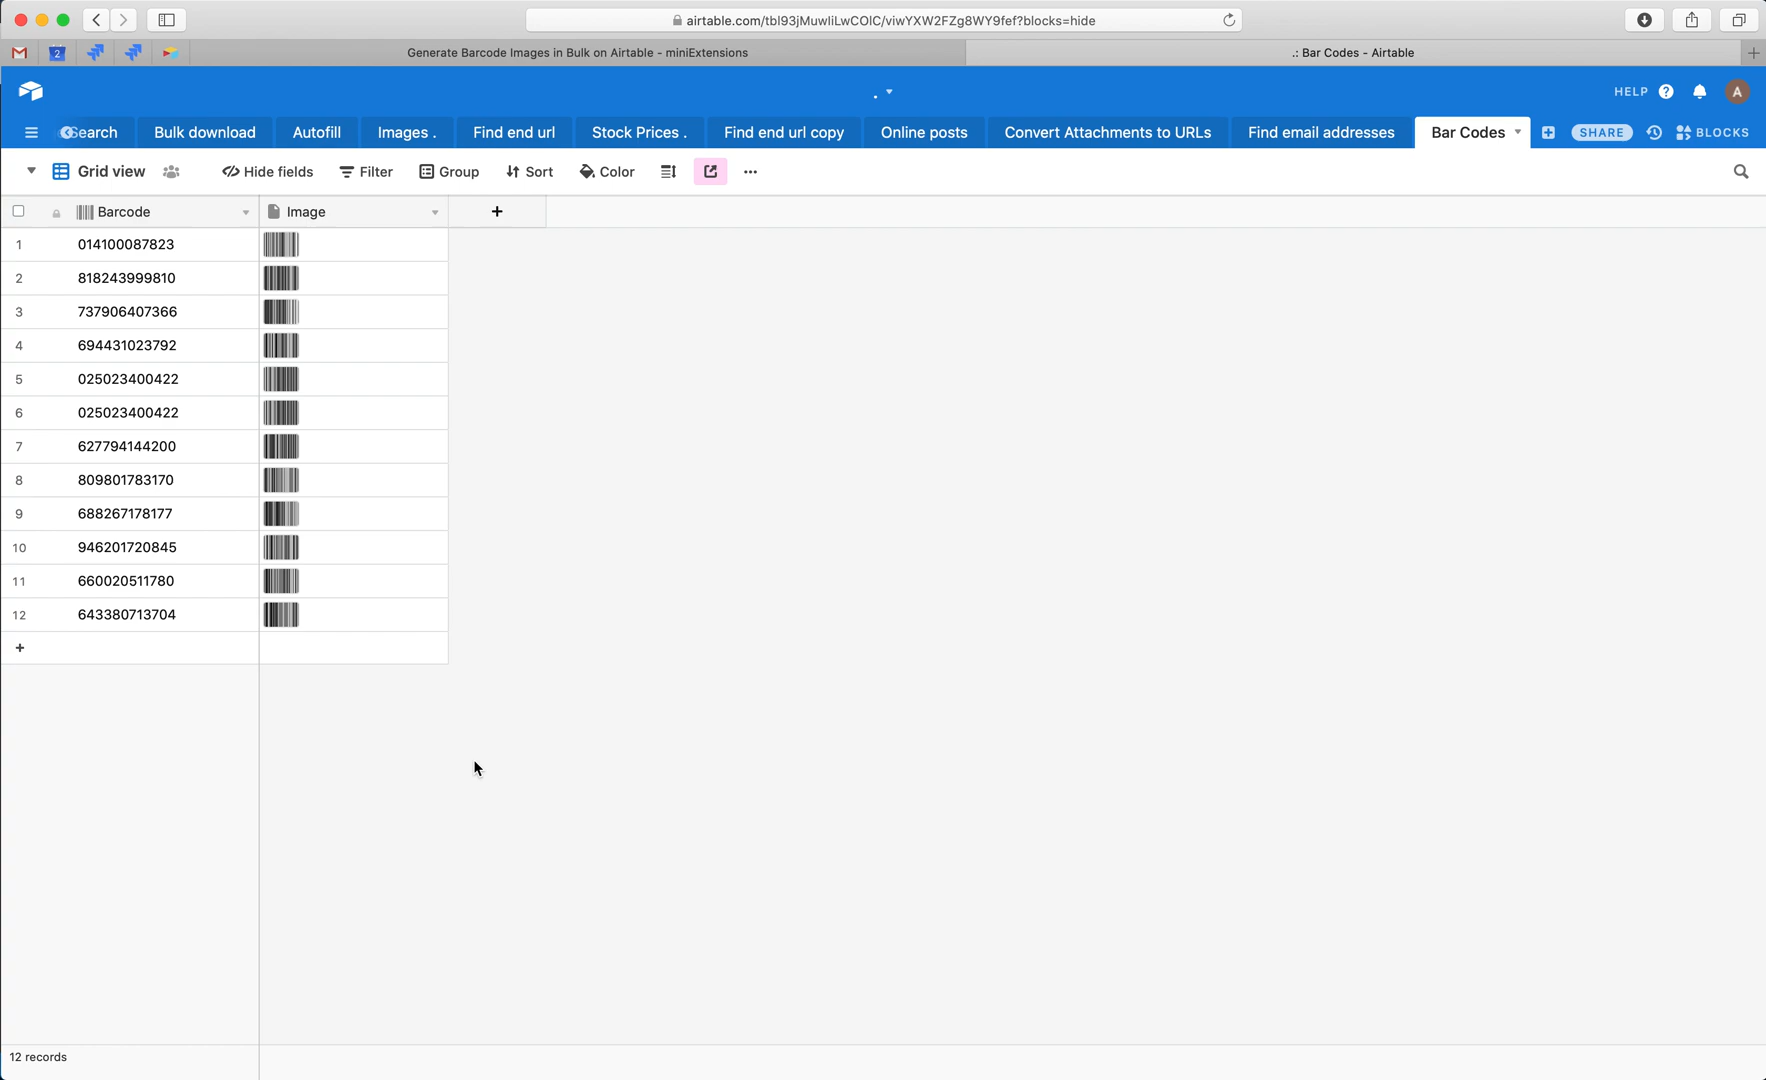 airtable.com/tbl93jMuwIiLwCOIC/viwYXW2FZg8WY9fef?blocks=hide
2
Generate Barcode Images in Bulk on Airtable - miniExtensions
.: Bar Codes - Airtable
.
HELP
A
Search
Bulk download
Autofill
Images .
Find end url
Stock Prices .
Find end url copy
Online posts
Convert Attachments to URLs
Find email addresses
Bar Codes
SHARE
BLOCKS
Grid view
Hide fields
Filter
Group
Sort
Color
Barcode Image
1 014100087823
2 818243999810
3 737906407366
4 694431023792
5 025023400422
6 025023400422
7 627794144200
8 809801783170
9 688267178177
10 946201720845
11 660020511780
12 643380713704
12 records